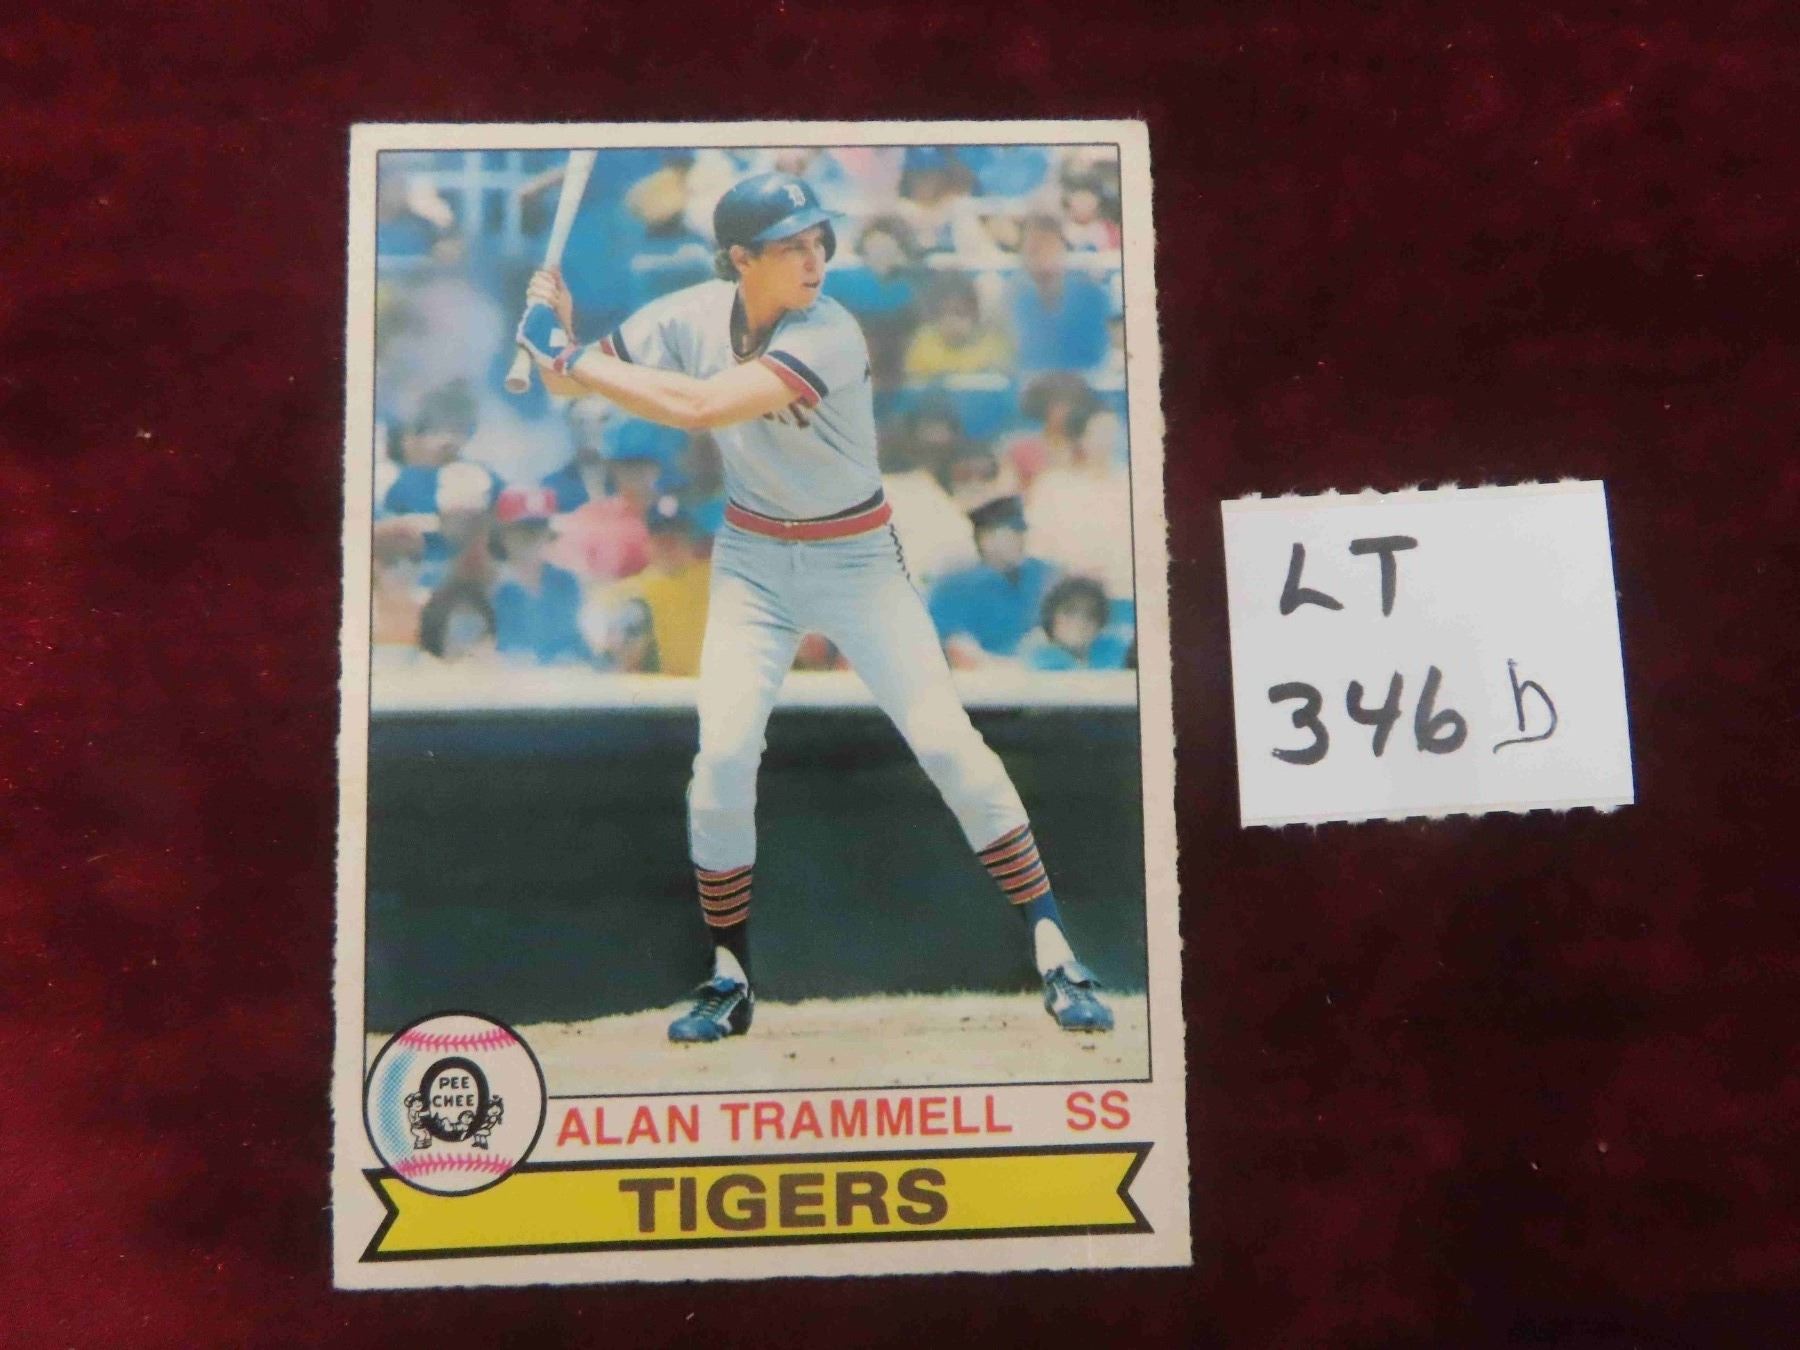 PEE
CHEE
ALAN TRAMMELL SS
TIGERS
LT
346 D